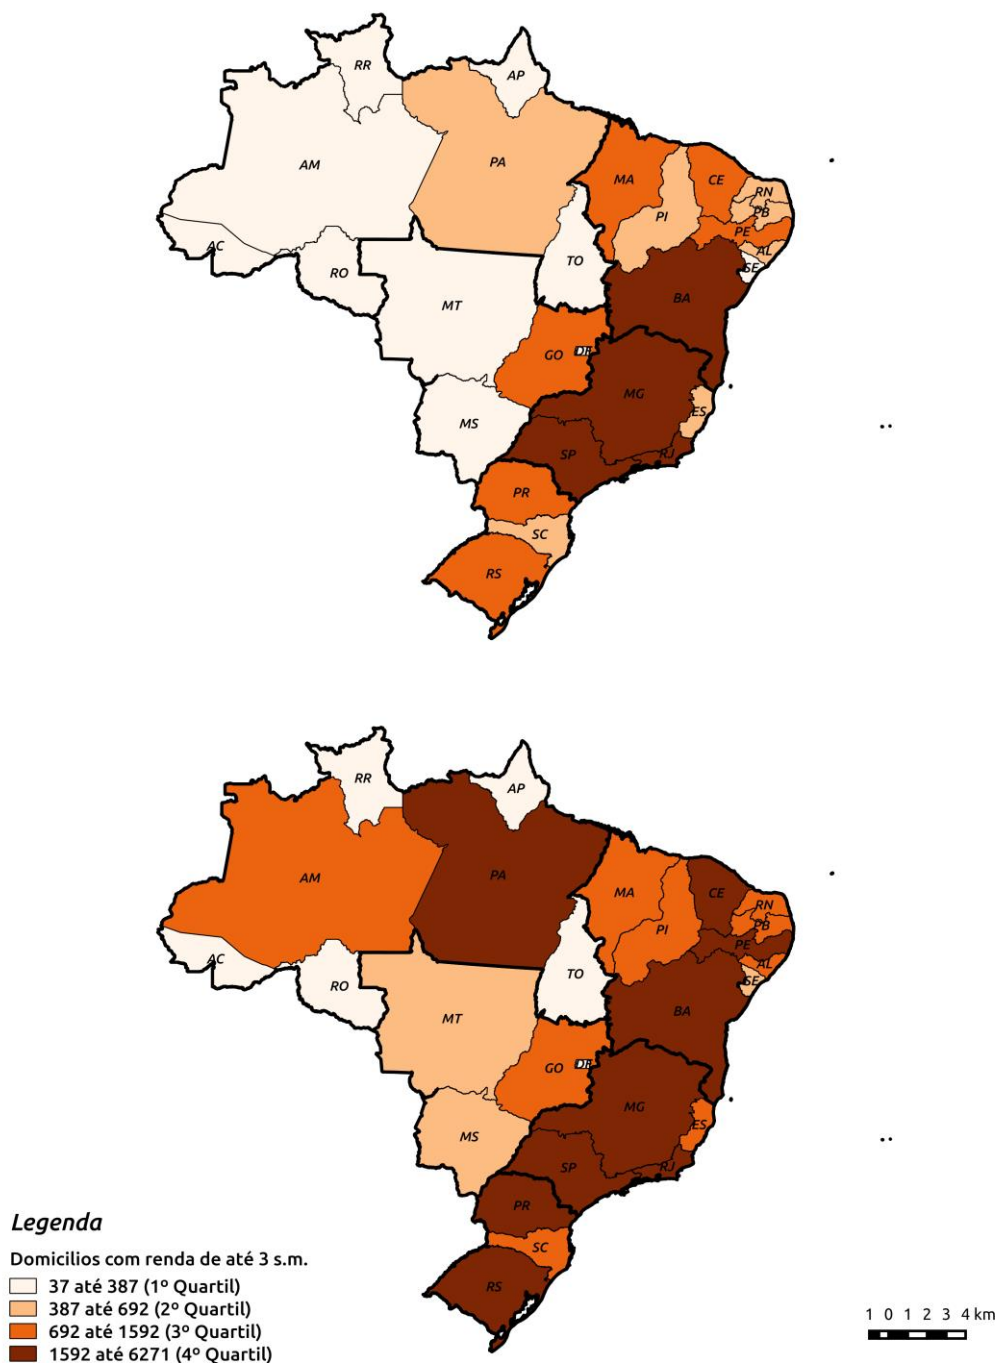 RR
AP
AM
PA
MA
CE
RN
PB
PI
PE
AL
SE
AC
RO
TO
BA
MT
GO
DF
MG
ES
MS
SP
RJ
PR
SC
RS
RR
AP
AM
PA
MA
CE
RN
PB
PI
PE
AL
SE
AC
RO
TO
BA
MT
GO
DF
MG
ES
MS
SP
RJ
PR
SC
RS
Legenda
Domicilios com renda de até 3 s.m.
37 até 387 (1º Quartil)
387 até 692 (2º Quartil)
692 até 1592 (3º Quartil)
1592 até 6271 (4º Quartil)
1 0 1 2 3 4 km